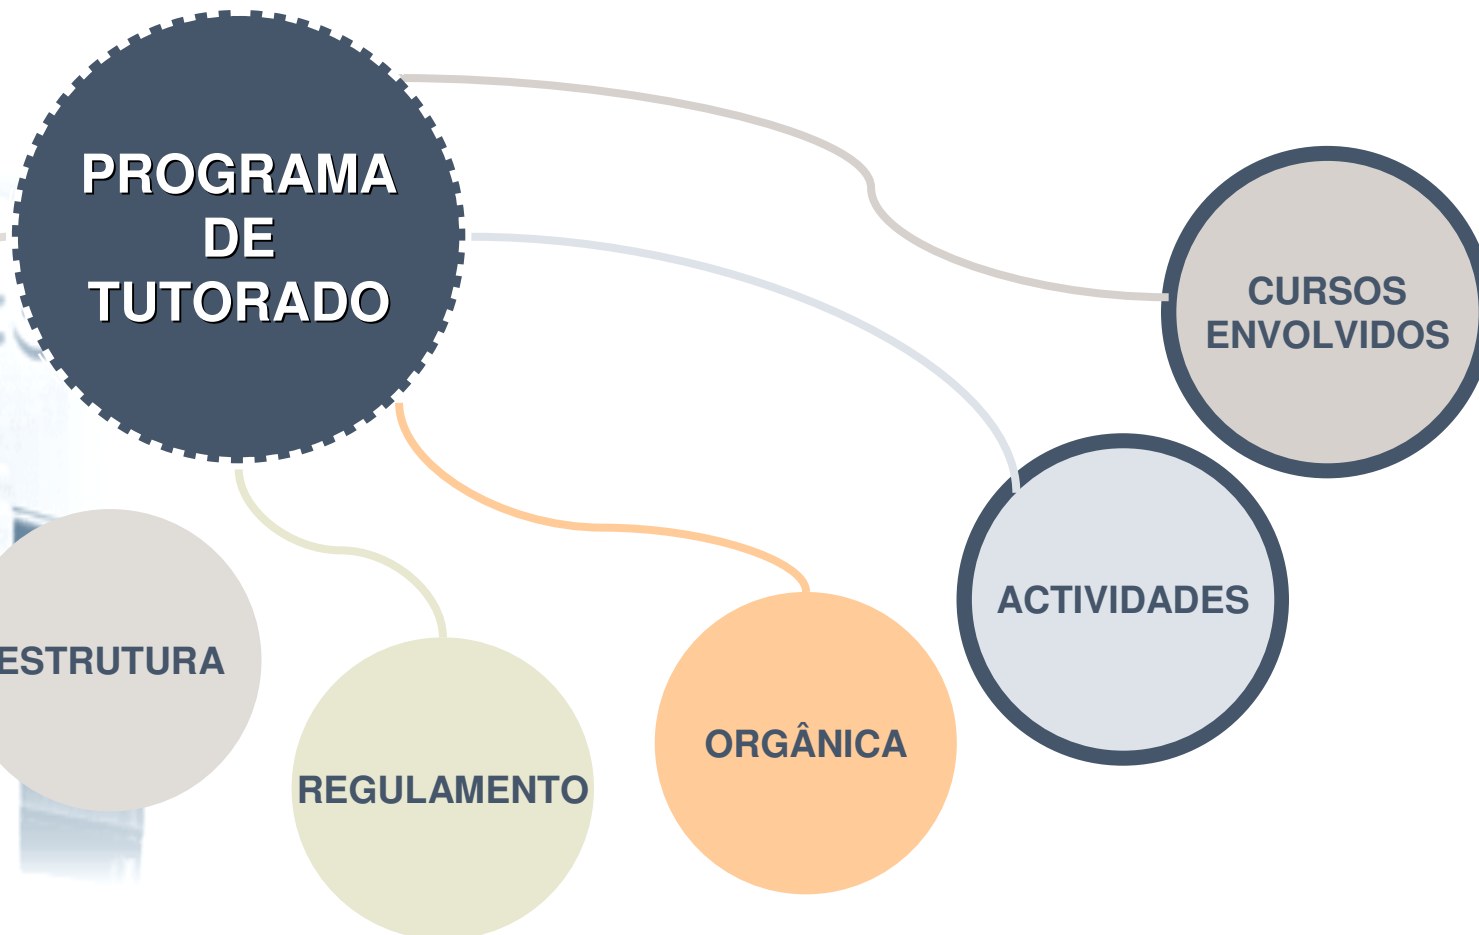 PROGRAMA
DE
TUTORADO
CURSOS
ENVOLVIDOS
ACTIVIDADES
ESTRUTURA
ORGÂNICA
REGULAMENTO